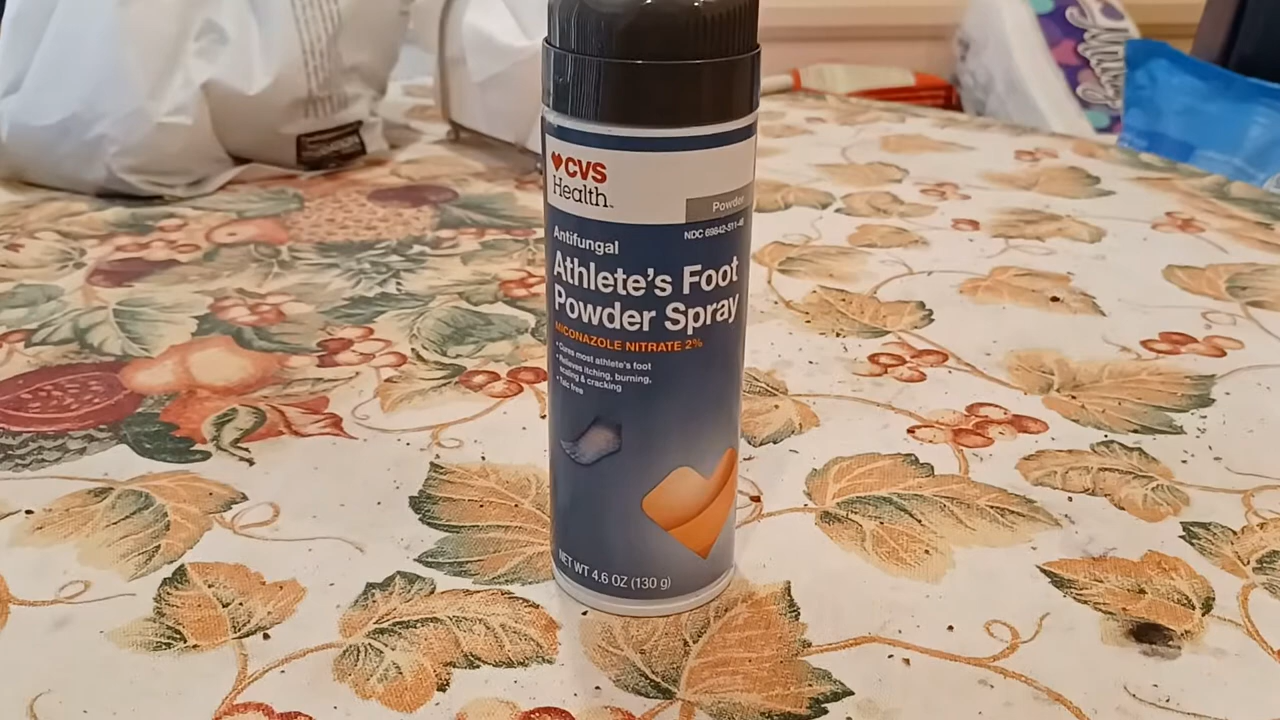 CVS
Health
Powder
NDC 69842-511-46
Antifungal
Athlete's Foot
Powder Spray
MICONAZOLE NITRATE 2%
• Cures most athlete's foot
• Relieves itching, burning,
scaling & cracking
• Talc free
NET WT 4.6 OZ (130 g)